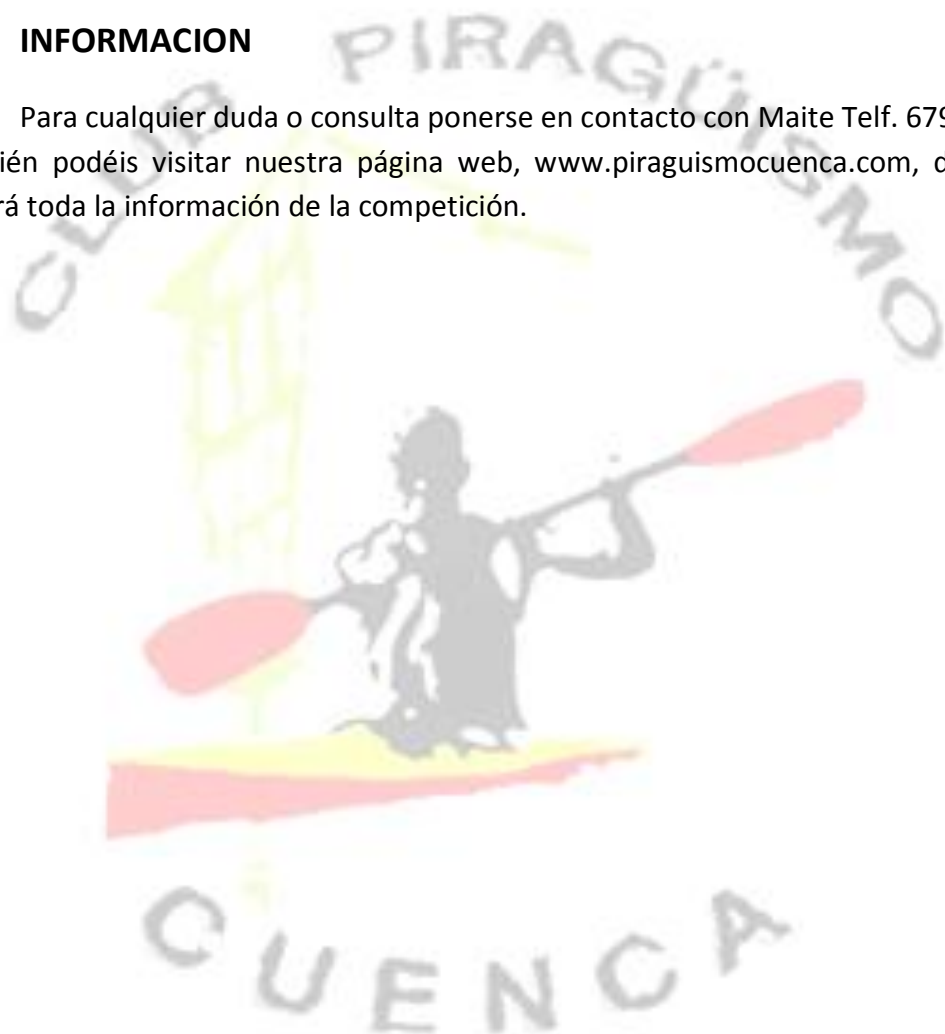 INFORMACION
CLUB PIRAGÜISMO
Para cualquier duda o consulta ponerse en contacto con Maite Telf. 679
ién podéis visitar nuestra página web, www.piraguismocuenca.com, d
rá toda la información de la competición.
CUENCA